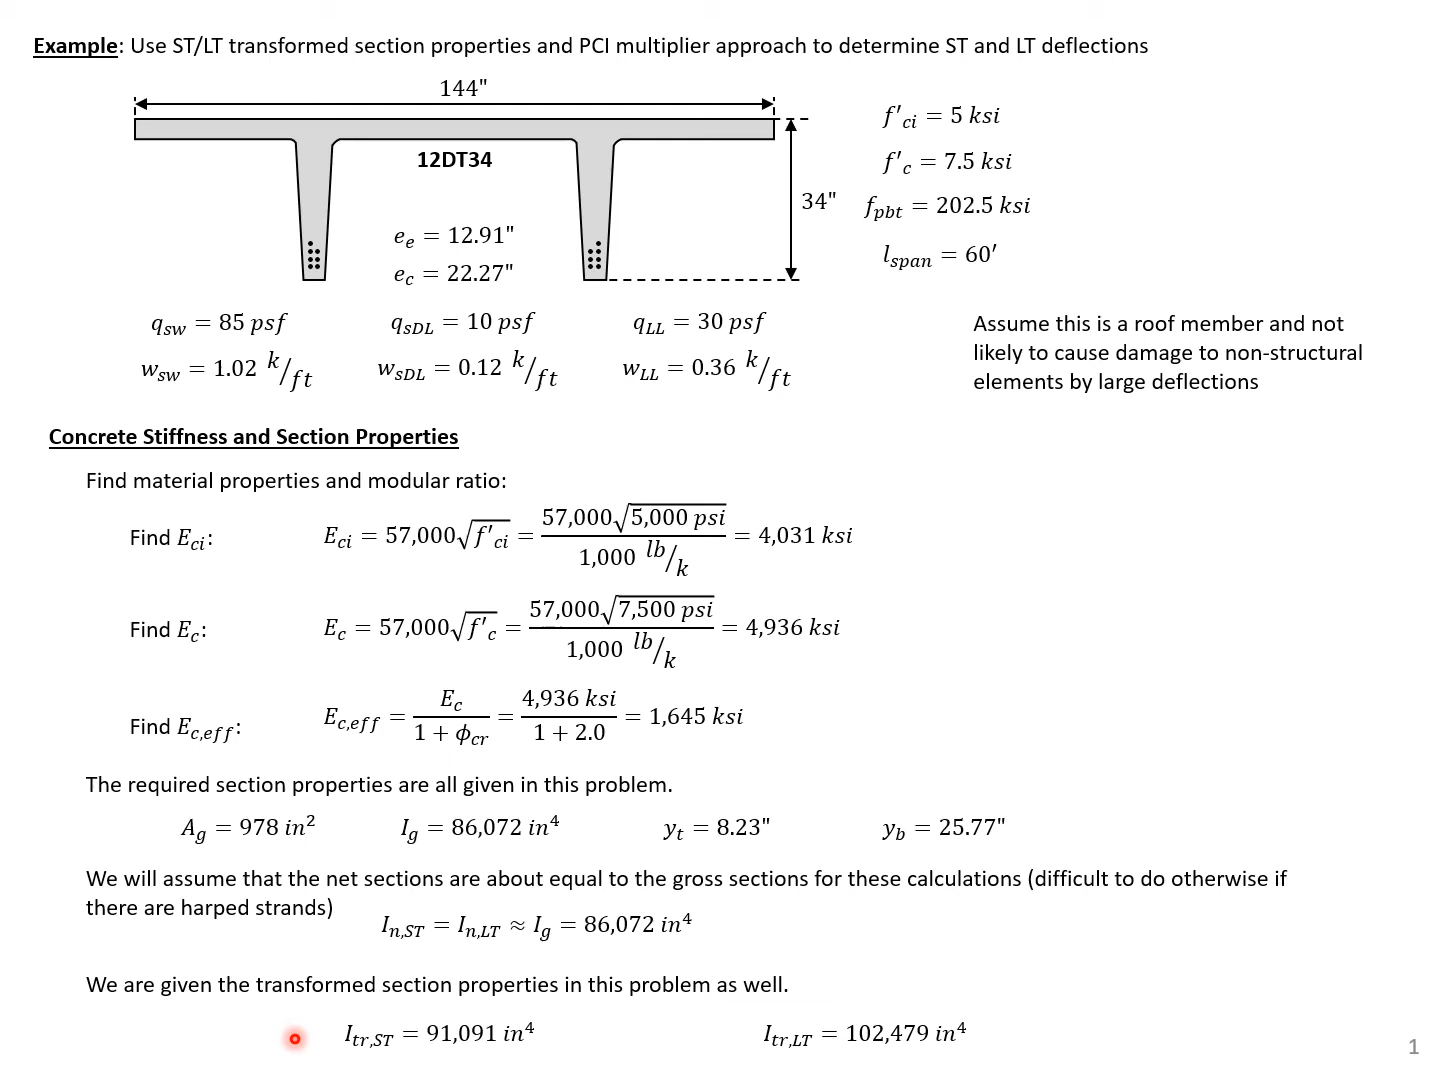 Example: Use ST/LT transformed section properties and PCI multiplier approach to determine ST and LT deflections
144"
12DT34
34"
e_e = 12.91"
e_c = 22.27"
f'_ci = 5 ksi
f'_c = 7.5 ksi
f_pbt = 202.5 ksi
l_span = 60′
q_sw = 85 psf
q_sDL = 10 psf
q_LL = 30 psf
w_sw = 1.02 k/ft
w_sDL = 0.12 k/ft
w_LL = 0.36 k/ft
Assume this is a roof member and not
likely to cause damage to non-structural
elements by large deflections
Concrete Stiffness and Section Properties
Find material properties and modular ratio:
Find E_ci: E_ci = 57,000√f'_ci = 57,000√5,000 psi / 1,000 lb/k = 4,031 ksi
Find E_c: E_c = 57,000√f'_c = 57,000√7,500 psi / 1,000 lb/k = 4,936 ksi
Find E_c,eff: E_c,eff = E_c / 1 + ϕ_cr = 4,936 ksi / 1 + 2.0 = 1,645 ksi
The required section properties are all given in this problem.
A_g = 978 in² I_g = 86,072 in⁴ y_t = 8.23" y_b = 25.77"
We will assume that the net sections are about equal to the gross sections for these calculations (difficult to do otherwise if
there are harped strands)
I_n,ST = I_n,LT ≈ I_g = 86,072 in⁴
We are given the transformed section properties in this problem as well.
I_tr,ST = 91,091 in⁴ I_tr,LT = 102,479 in⁴
1